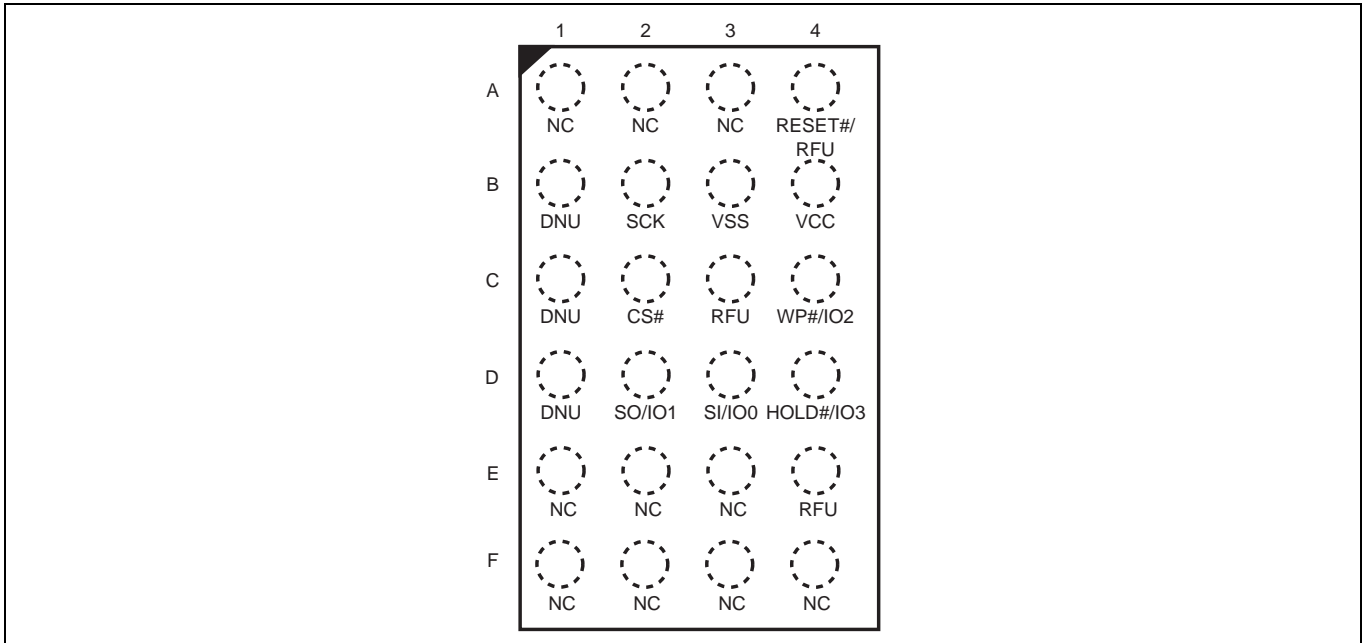 1 2 3 4
A
NC NC NC RESET#/
RFU
B
DNU SCK VSS VCC
C
DNU CS# RFU WP#/IO2
D
DNU SO/IO1 SI/IO0 HOLD#/IO3
E
NC NC NC RFU
F
NC NC NC NC